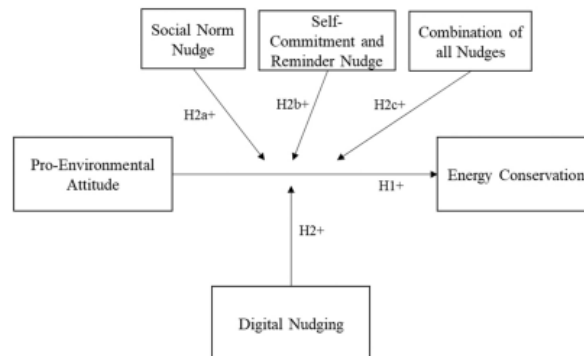 Social Norm
Nudge
Self-
Commitment and
Reminder Nudge
Combination of
all Nudges
H2a+
H2b+
H2c+
Pro-Environmental
Attitude
H1+
Energy Conservation
H2+
Digital Nudging